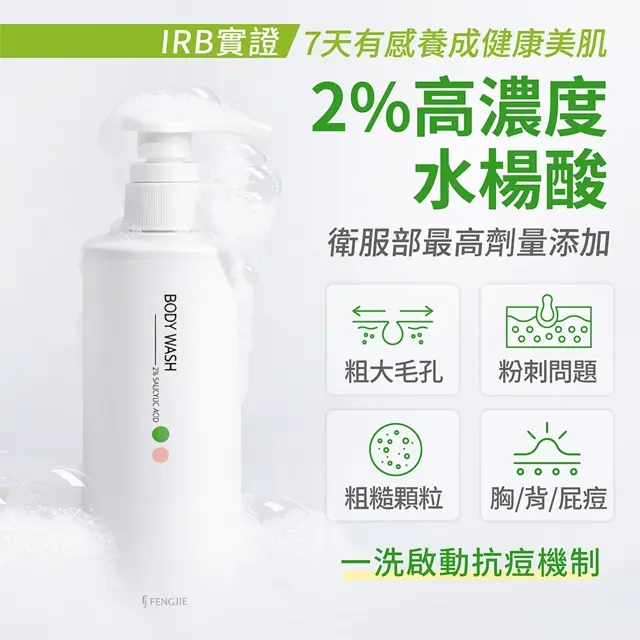 IRB實證 7天有感養成健康美肌
2%高濃度
水楊酸
衛服部最高劑量添加
粗大毛孔
粉刺問題
粗糙顆粒
胸/背/屁痘
一洗啟動抗痘機制
BODY WASH
2% SALICYLIC ACID
FENGJIE